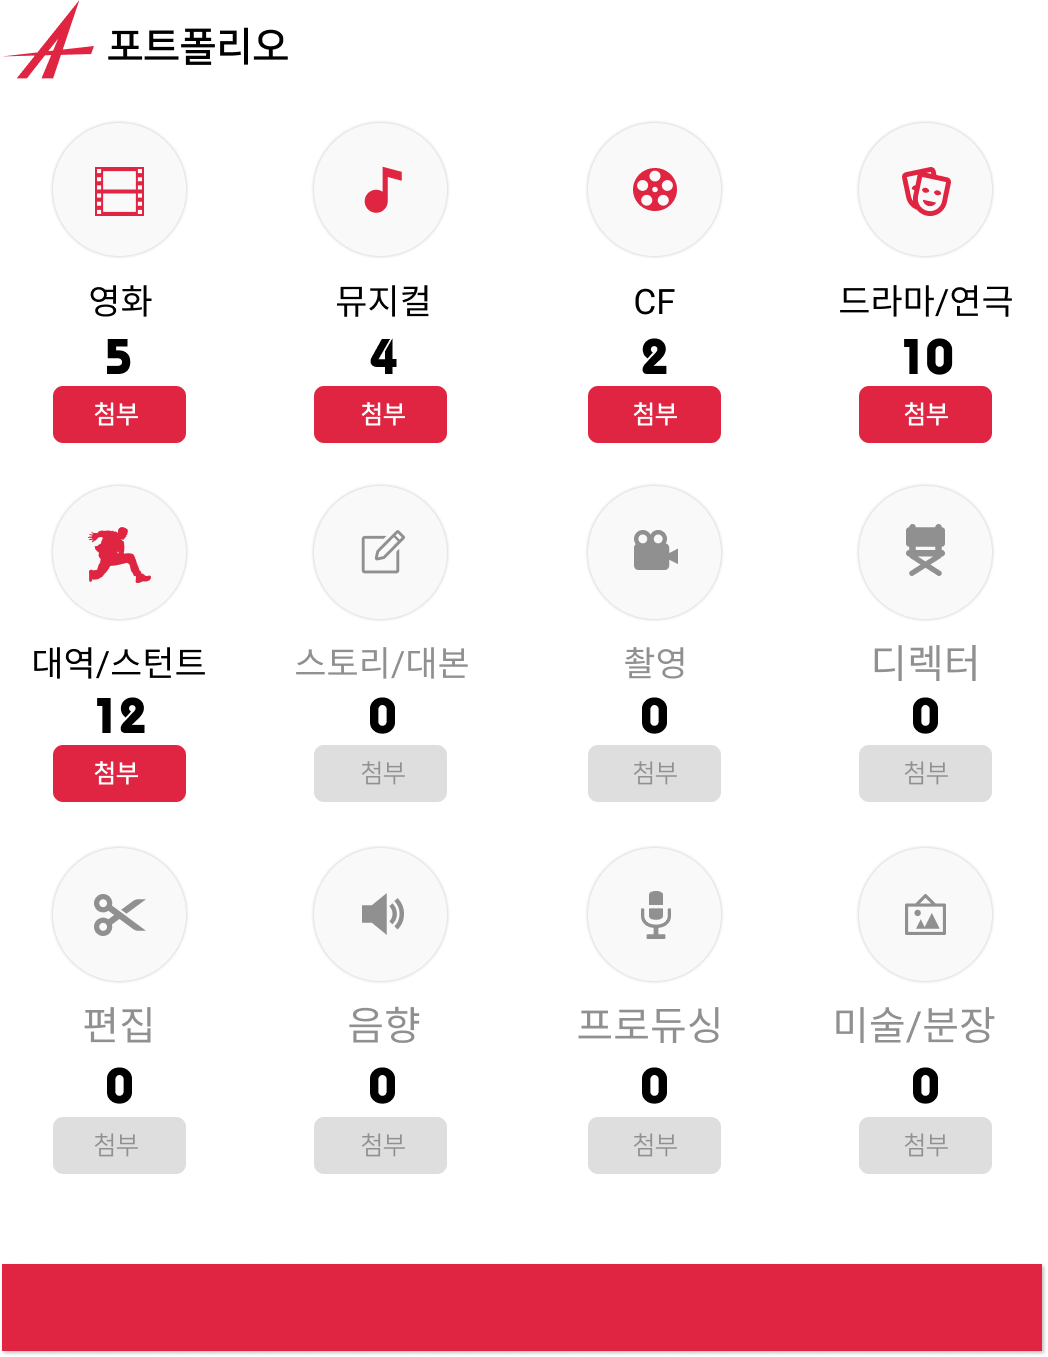 포트폴리오
영화 뮤지컬 CF 드라마/연극
5 4 2 10
첨부 첨부 첨부 첨부
대역/스턴트 스토리/대본 촬영 디렉터
12 0 0 0
첨부 첨부 첨부 첨부
편집 음향 프로듀싱 미술/분장
0 0 0 0
첨부 첨부 첨부 첨부